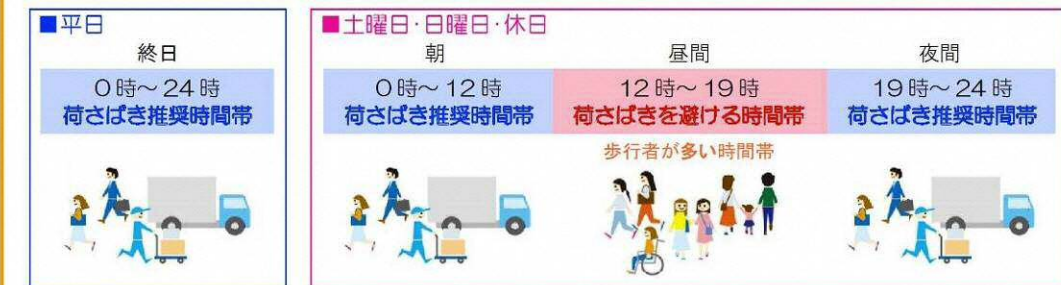 ■平日
終日
0時～24時
荷さばき推奨時間帯
■土曜日・日曜日・休日
朝
0時～12時
荷さばき推奨時間帯
昼間
12時～19時
荷さばきを避ける時間帯
歩行者が多い時間帯
夜間
19時～24時
荷さばき推奨時間帯